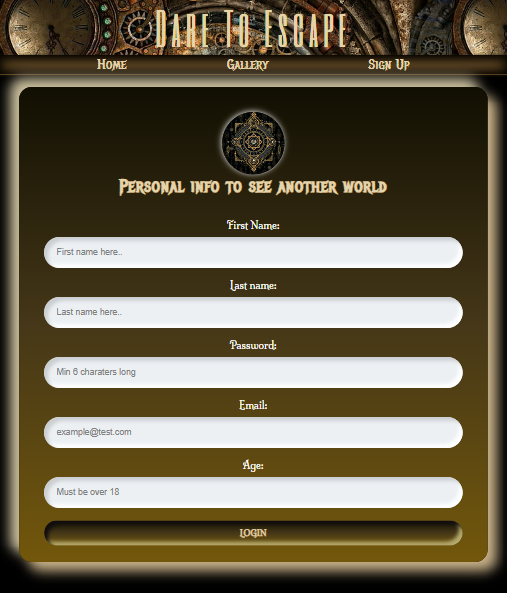 Dare To Escape
Home Gallery Sign Up
Personal info to see another world
First Name:
First name here..
Last name:
Last name here..
Password:
Min 6 charaters long
Email:
example@test.com
Age:
Must be over 18
LOGIN